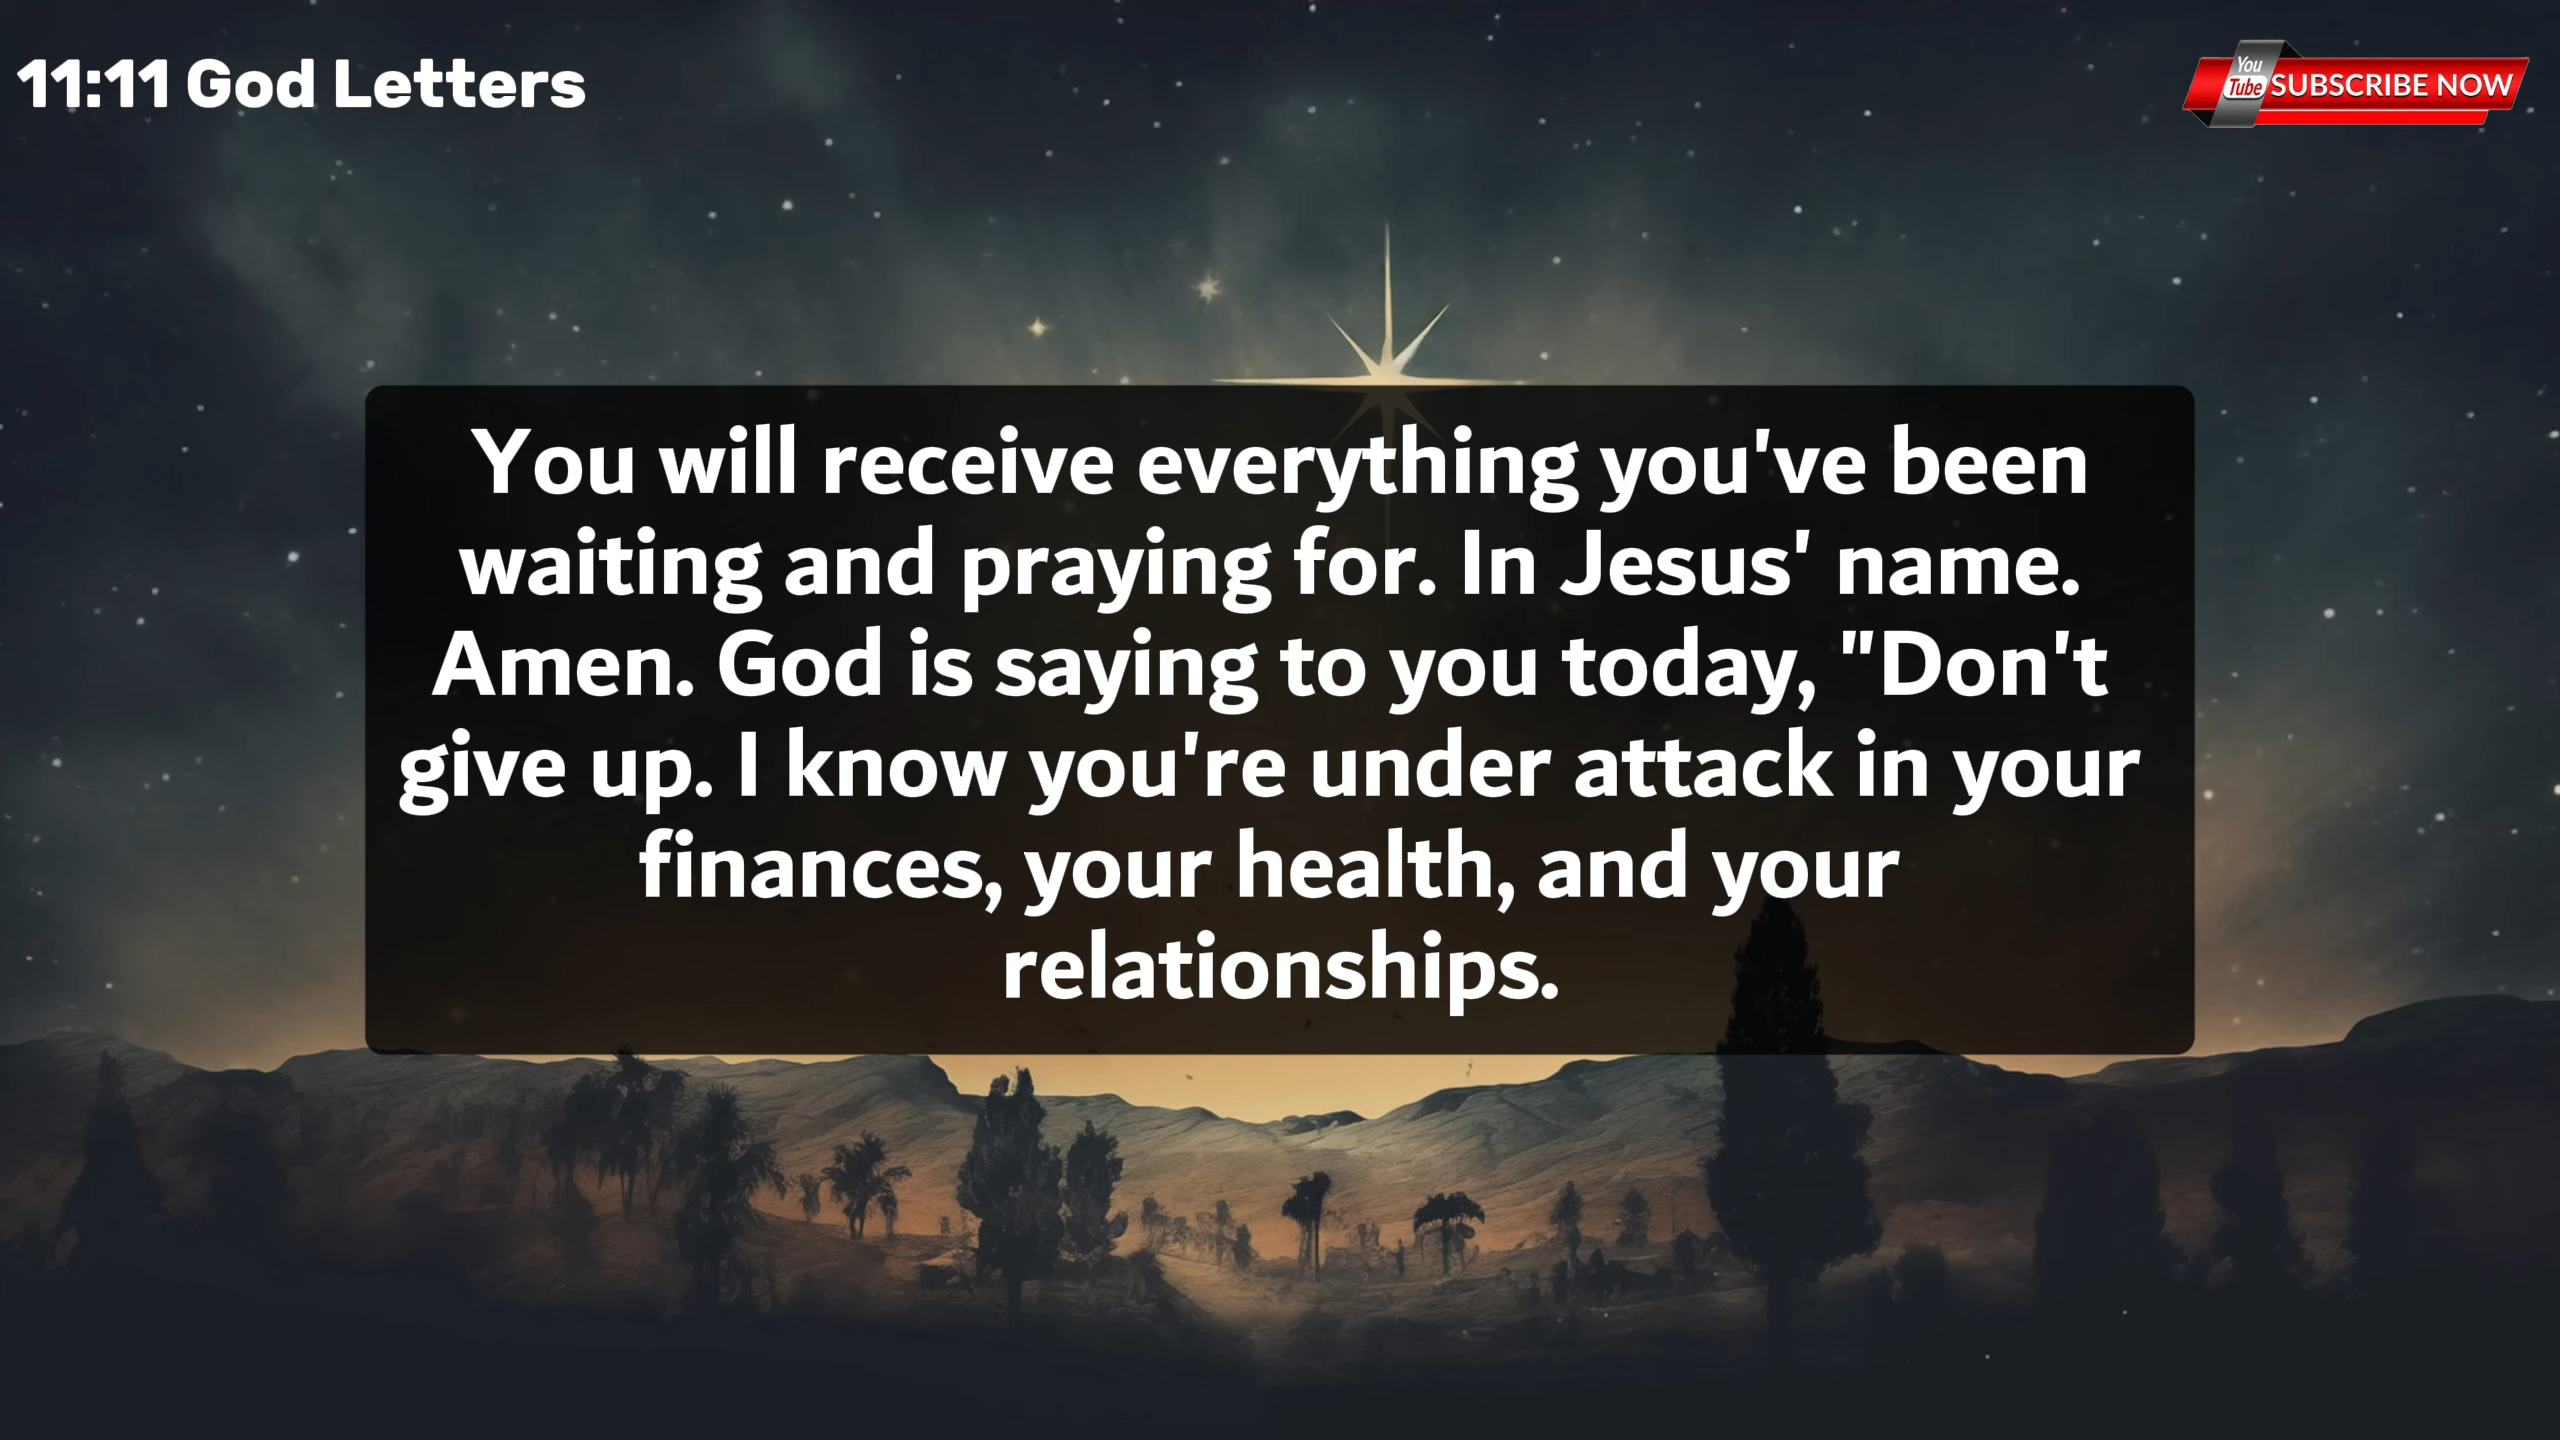 11:11 God Letters
You Tube SUBSCRIBE NOW
You will receive everything you've been
waiting and praying for. In Jesus' name.
Amen. God is saying to you today, "Don't
give up. I know you're under attack in your
finances, your health, and your
relationships.